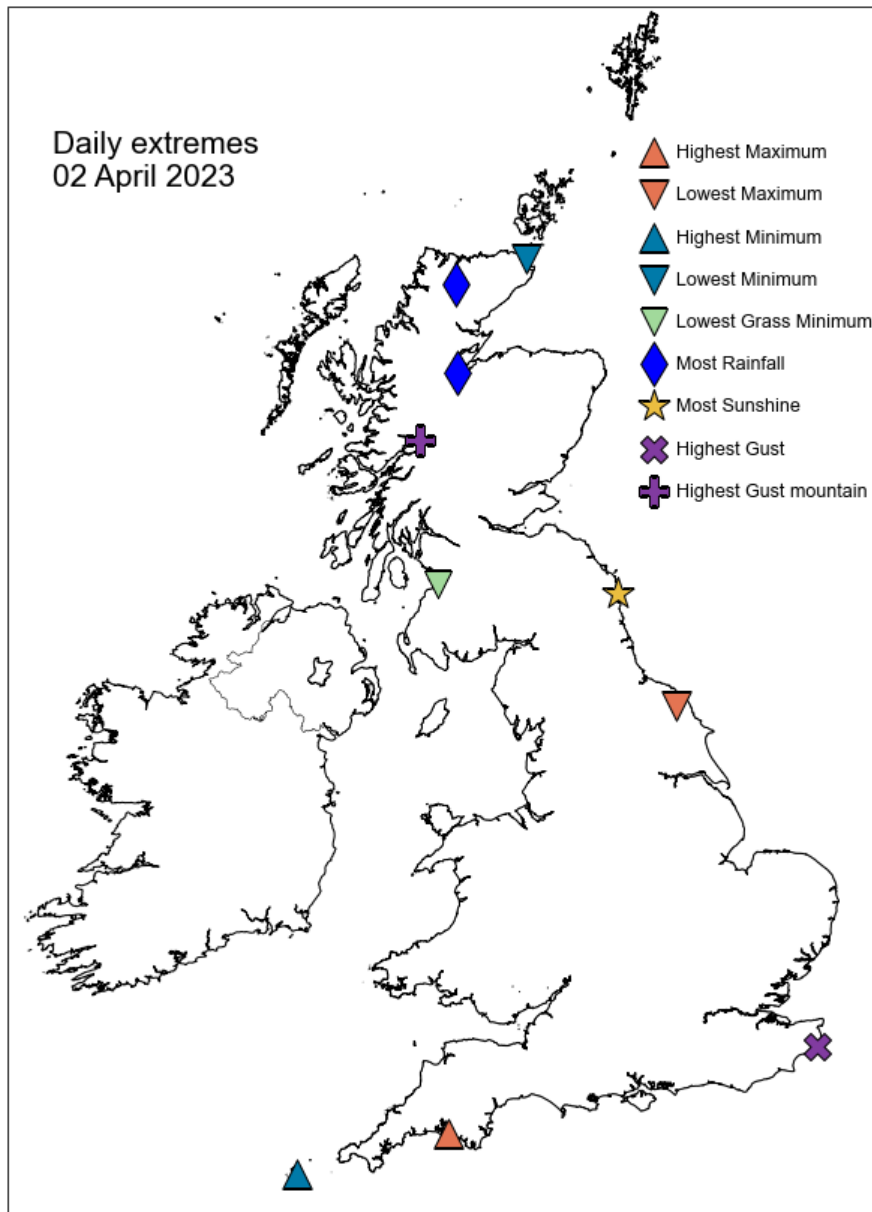 Daily extremes
02 April 2023
Highest Maximum
Lowest Maximum
Highest Minimum
Lowest Minimum
Lowest Grass Minimum
Most Rainfall
Most Sunshine
Highest Gust
Highest Gust mountain